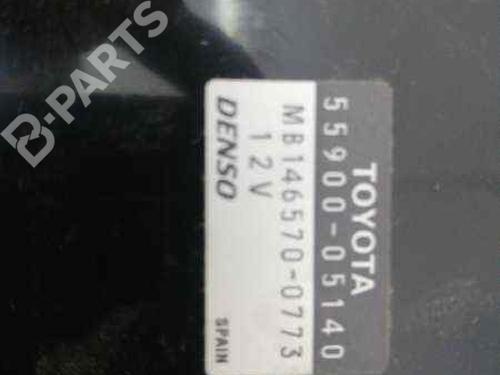 TOYOTA
55900-05140
MB146570-0773
12V
DENSO
SPAIN
B-PARTS